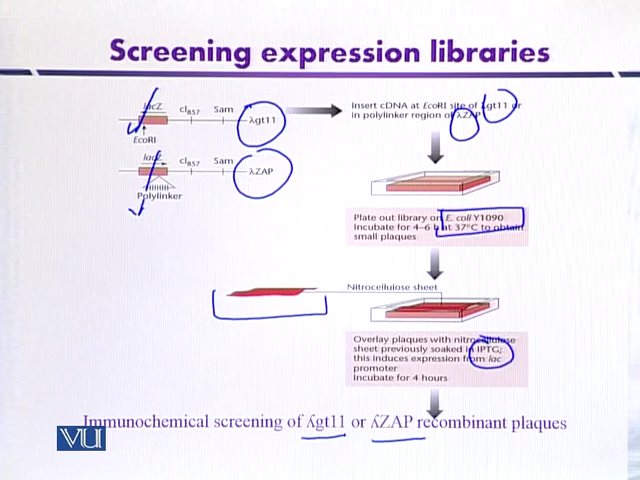 Screening expression libraries
lacZ cI857 Sam
λgt11
EcoRI
lacZ cI857 Sam
λZAP
Polylinker
Insert cDNA at EcoRI site of λgt11 or
in polylinker region of λZAP
Plate out library on E. coli Y1090
Incubate for 4–6 h at 37°C to obtain
small plaques
Nitrocellulose sheet
Overlay plaques with nitrocellulose
sheet previously soaked in IPTG;
this induces expression from lac
promoter
Incubate for 4 hours
Immunochemical screening of ʎgt11 or ʎZAP recombinant plaques
VU